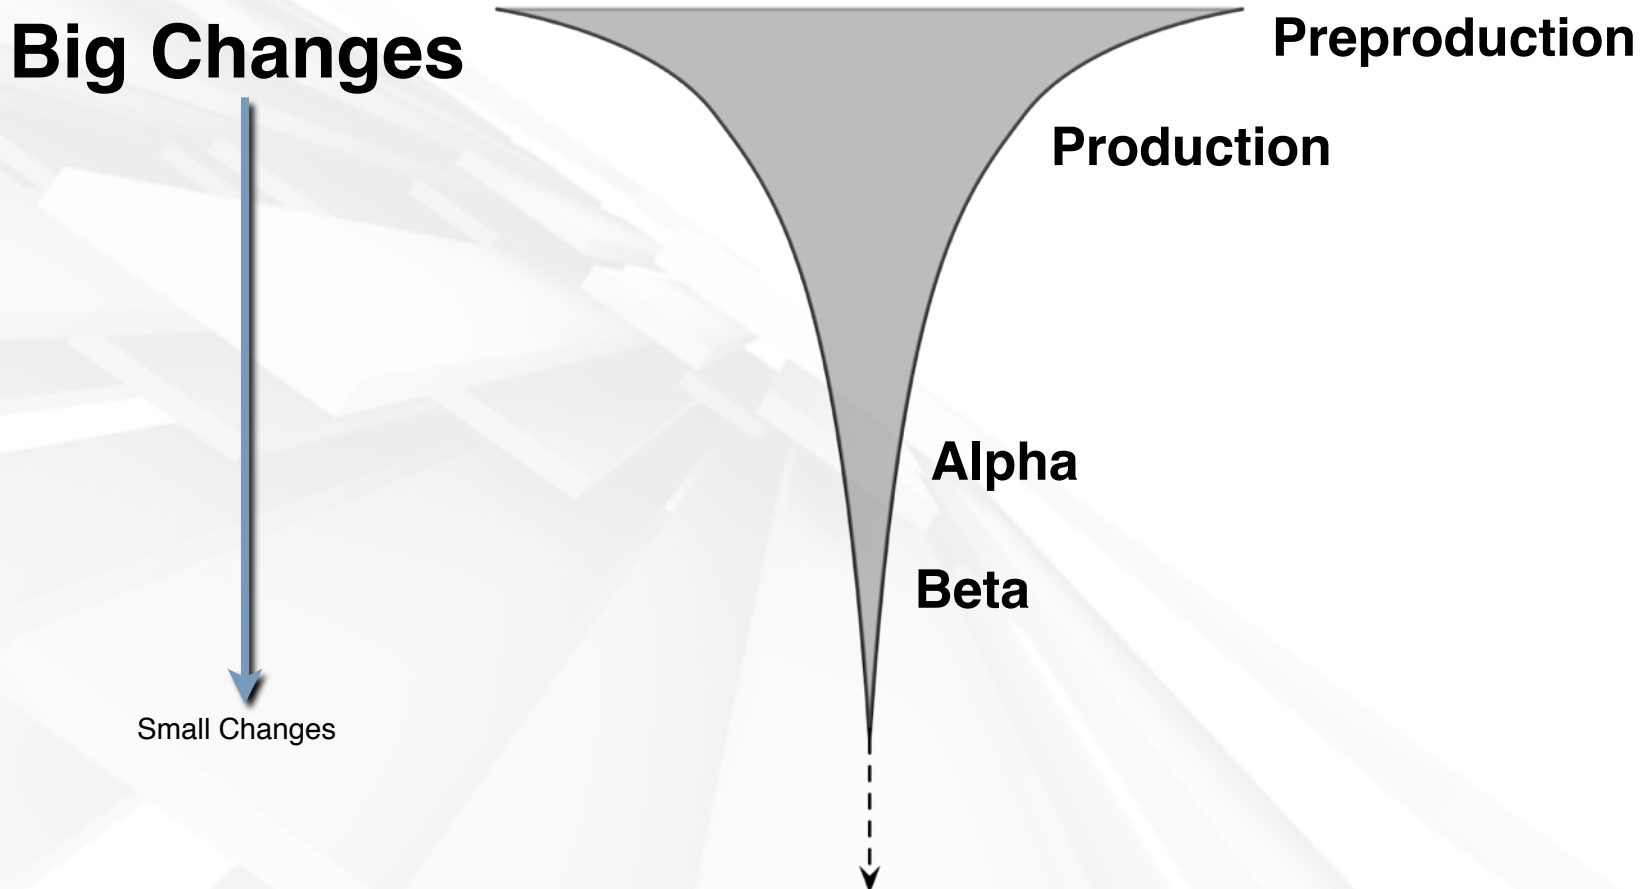 Big Changes
Preproduction
Production
Alpha
Beta
Small Changes